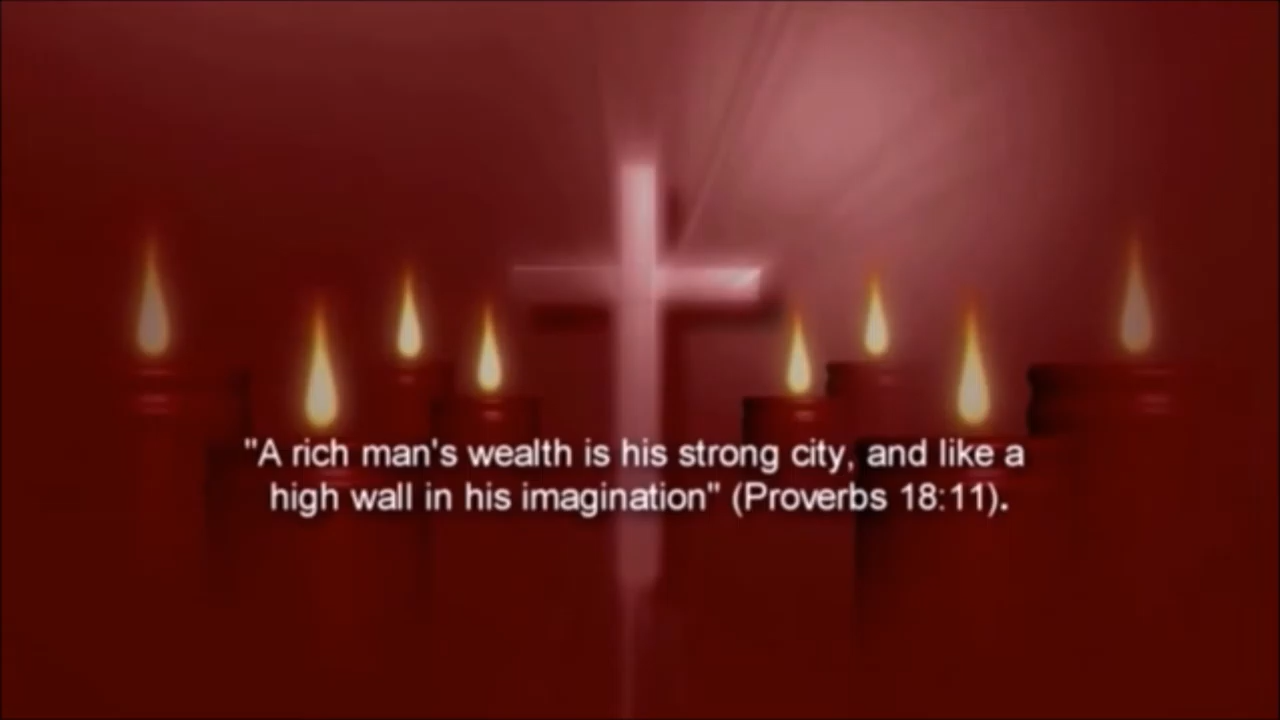 "A rich man's wealth is his strong city, and like a
high wall in his imagination" (Proverbs 18:11).